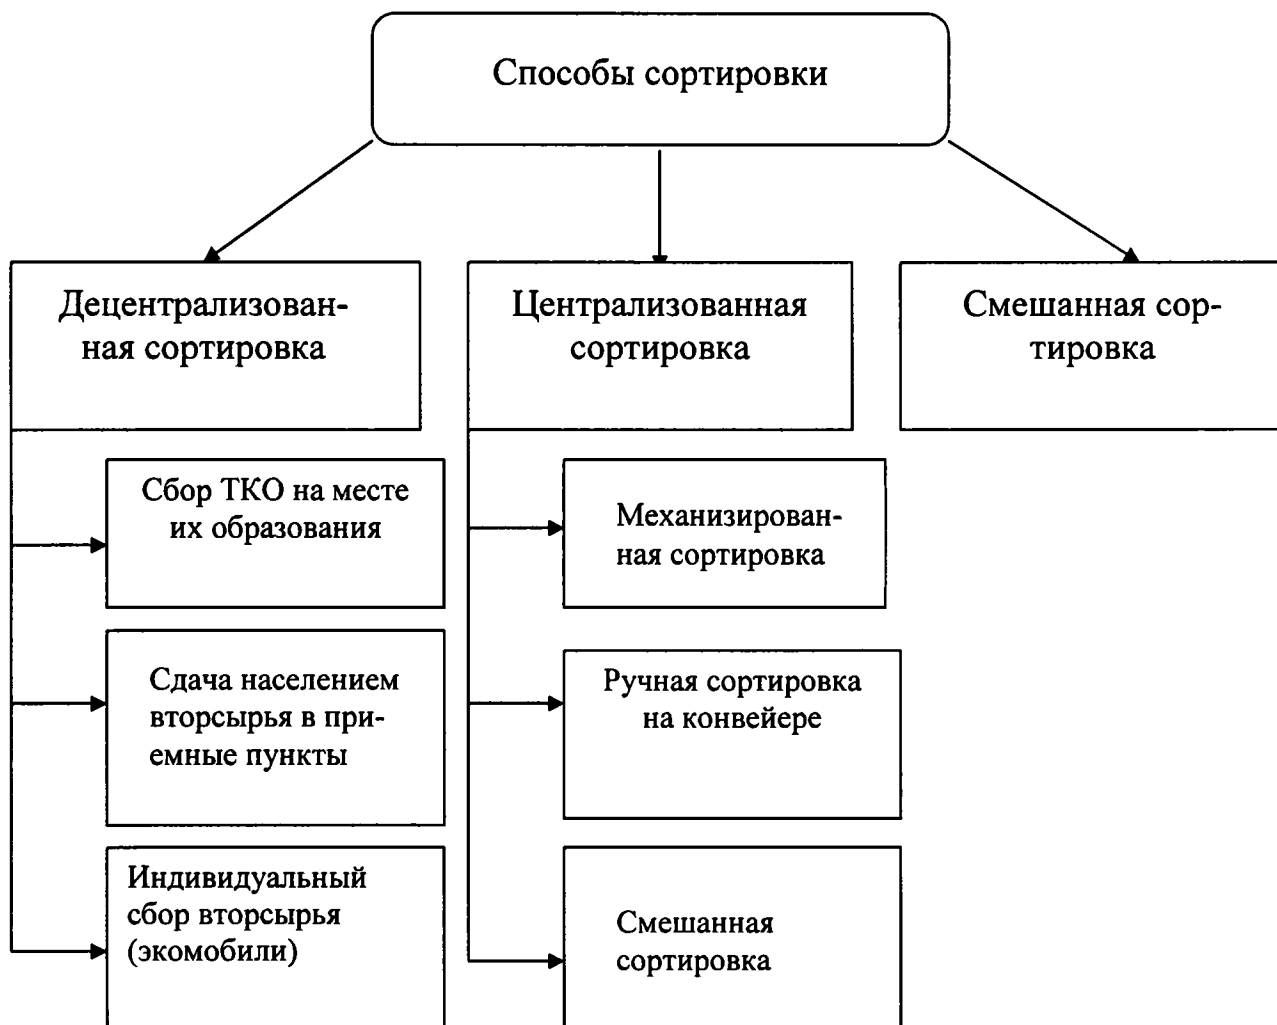 Способы сортировки
Децентрализован-
ная сортировка
Централизованная
сортировка
Смешанная сор-
тировка
Сбор ТКО на месте
их образования
Сдача населением
вторсырья в при-
емные пункты
Индивидуальный
сбор вторсырья
(экомобили)
Механизирован-
ная сортировка
Ручная сортировка
на конвейере
Смешанная
сортировка